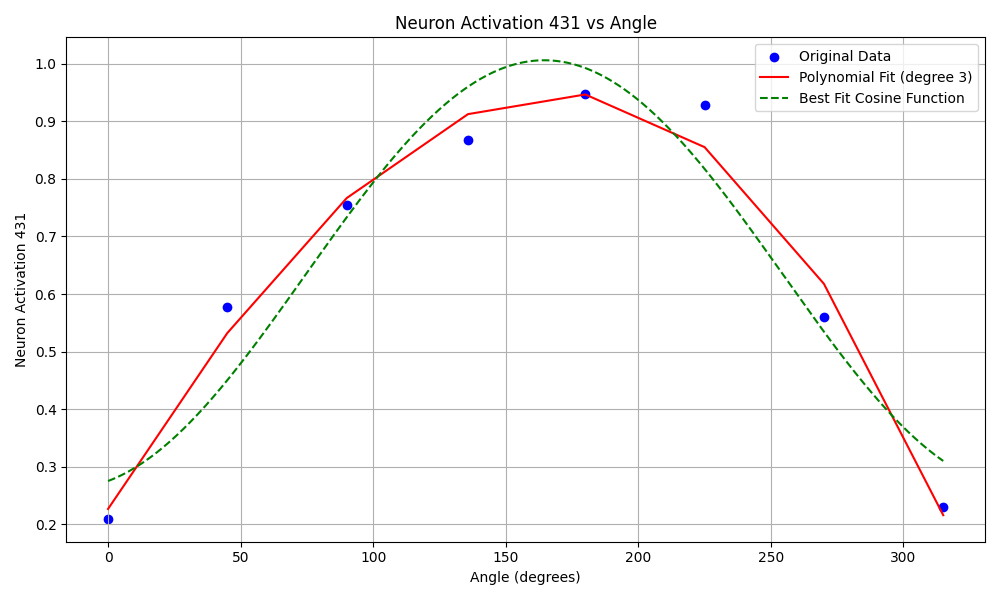 Neuron Activation 431 vs Angle
Original Data
Polynomial Fit (degree 3)
Best Fit Cosine Function
Neuron Activation 431
1.0
0.9
0.8
0.7
0.6
0.5
0.4
0.3
0.2
0 50 100 150 200 250 300
Angle (degrees)